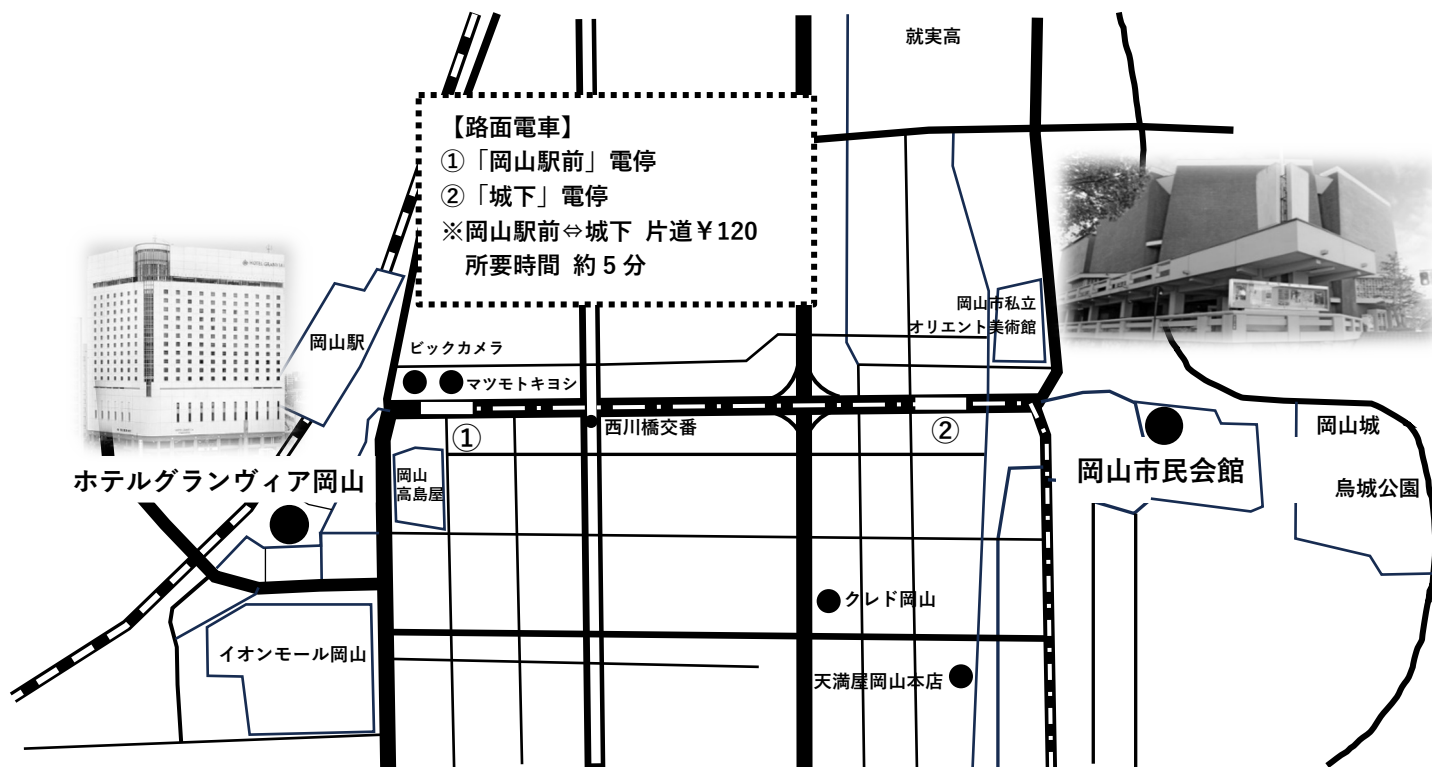 就実高
【路面電車】
①「岡山駅前」電停
②「城下」電停
※岡山駅前⇔城下 片道￥120
所要時間 約5分
岡山市私立
オリエント美術館
岡山駅
ビックカメラ
マツモトキヨシ
①
西川橋交番
②
岡山城
岡山市民会館
烏城公園
ホテルグランヴィア岡山
岡山
高島屋
クレド岡山
イオンモール岡山
天満屋岡山本店